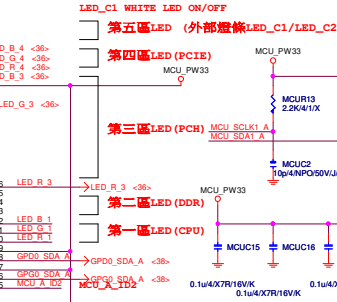 LED_C1 WHITE LED ON/OFF
第五區LED (外部燈條LED_C1/LED_C2
第四區LED(PCIE)
MCU_PW33
MCU_PW33
D_B_4 <36>
D_G_4 <36>
D_R_4 <36>
D_B_3 <36>
LED_G_3 <36>
MCUR13
2.2K/4/1/X
第三區LED(PCH)
MCU_SCLK1_A
MCU_SDA1_A
MCUC2
10p/4/NPO/50V/J/
LED_R_3
LED_R_3 <36>
MCU_PW33
第二區LED(DDR)
LED_B_1
LED_G_1
LED_R_1
第一區LED(CPU)
MCUC15
MCUC16
GPD0_SDA_A
GPD0_SDA_A <36>
GPG0_SDA_A
GPG0_SDA_A <36>
MCU_A_ID2
MCU_A_ID2
0.1u/4/X7R/16V/K
0.1u/4/X7R/16V/K
0.1u/4/X